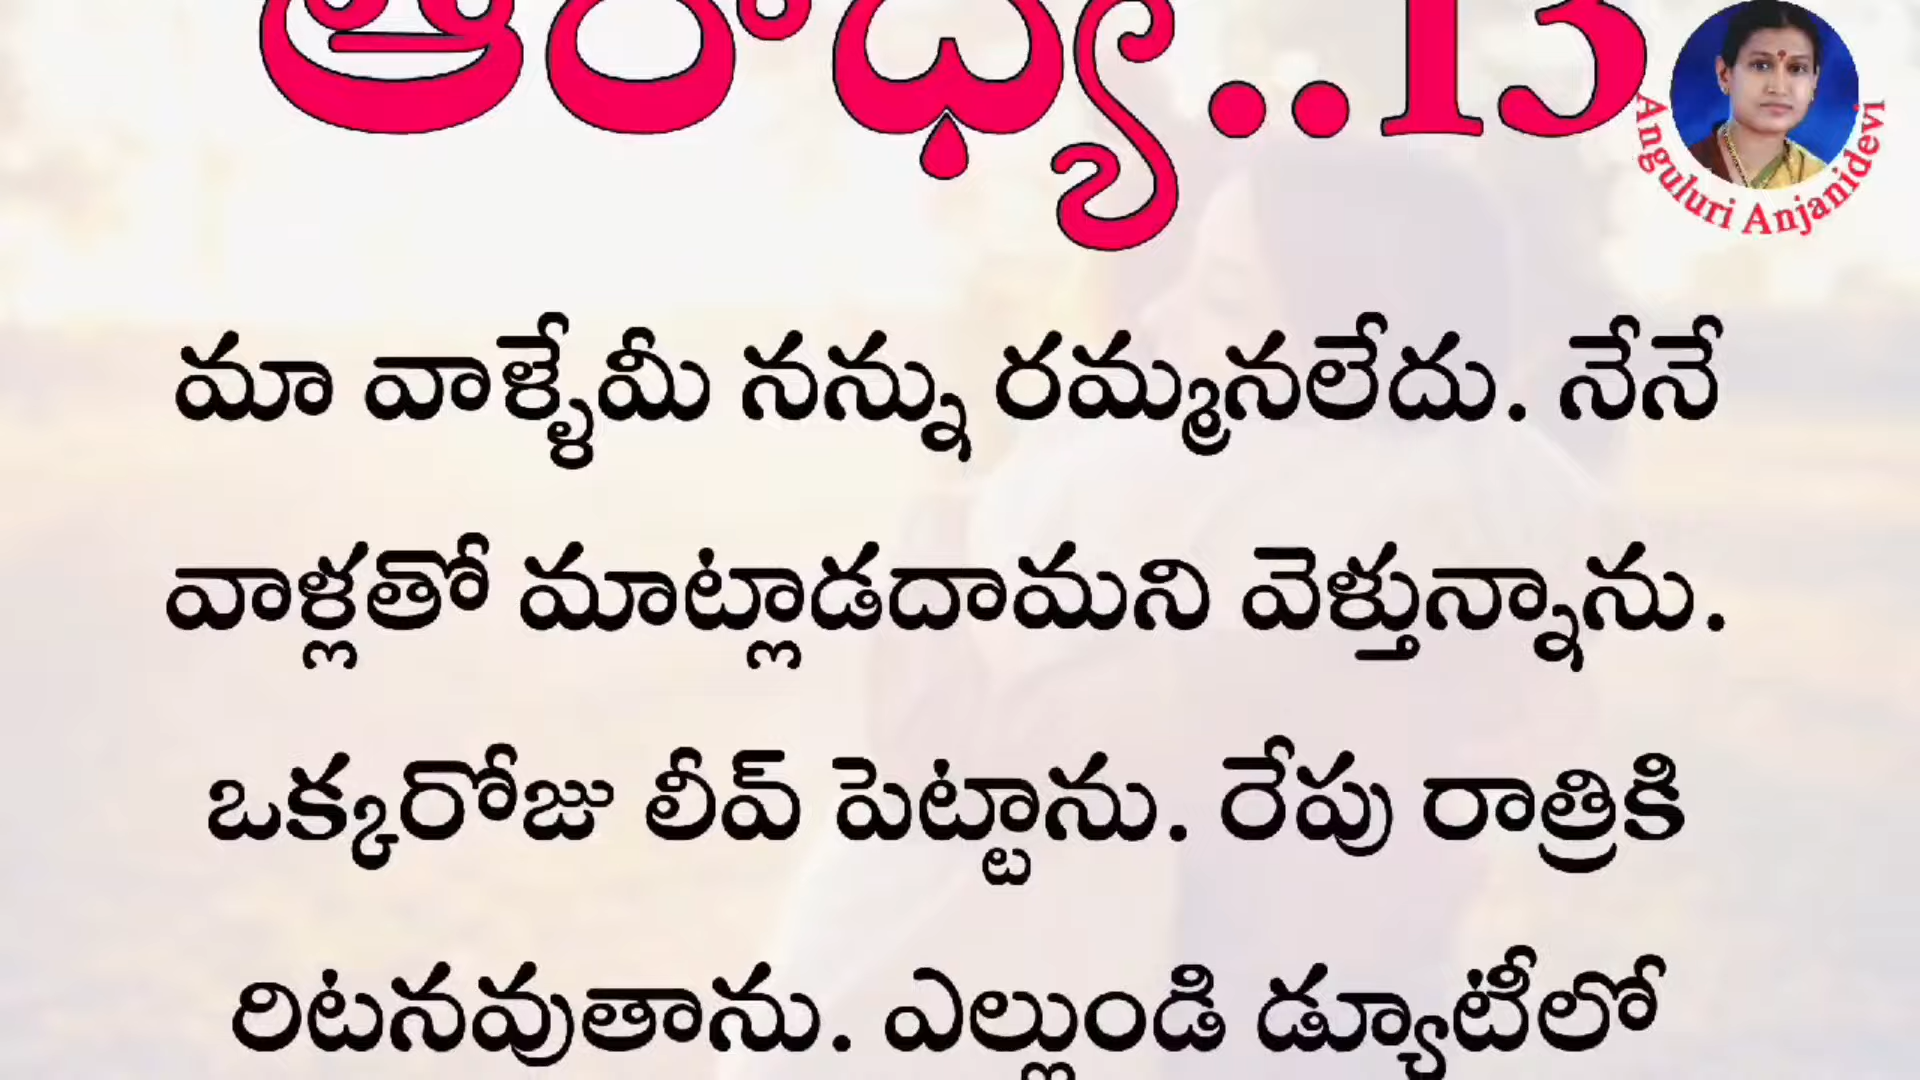 ఆరాధ్య..13
Anguluri Anjanidevi
మా వాళ్ళేమీ నన్ను రమ్మనలేదు. నేనే
వాళ్లతో మాట్లాడదామని వెళ్తున్నాను.
ఒక్కరోజు లీవ్ పెట్టాను. రేపు రాత్రికి
రిటనవుతాను. ఎల్లుండి డ్యూటీలో